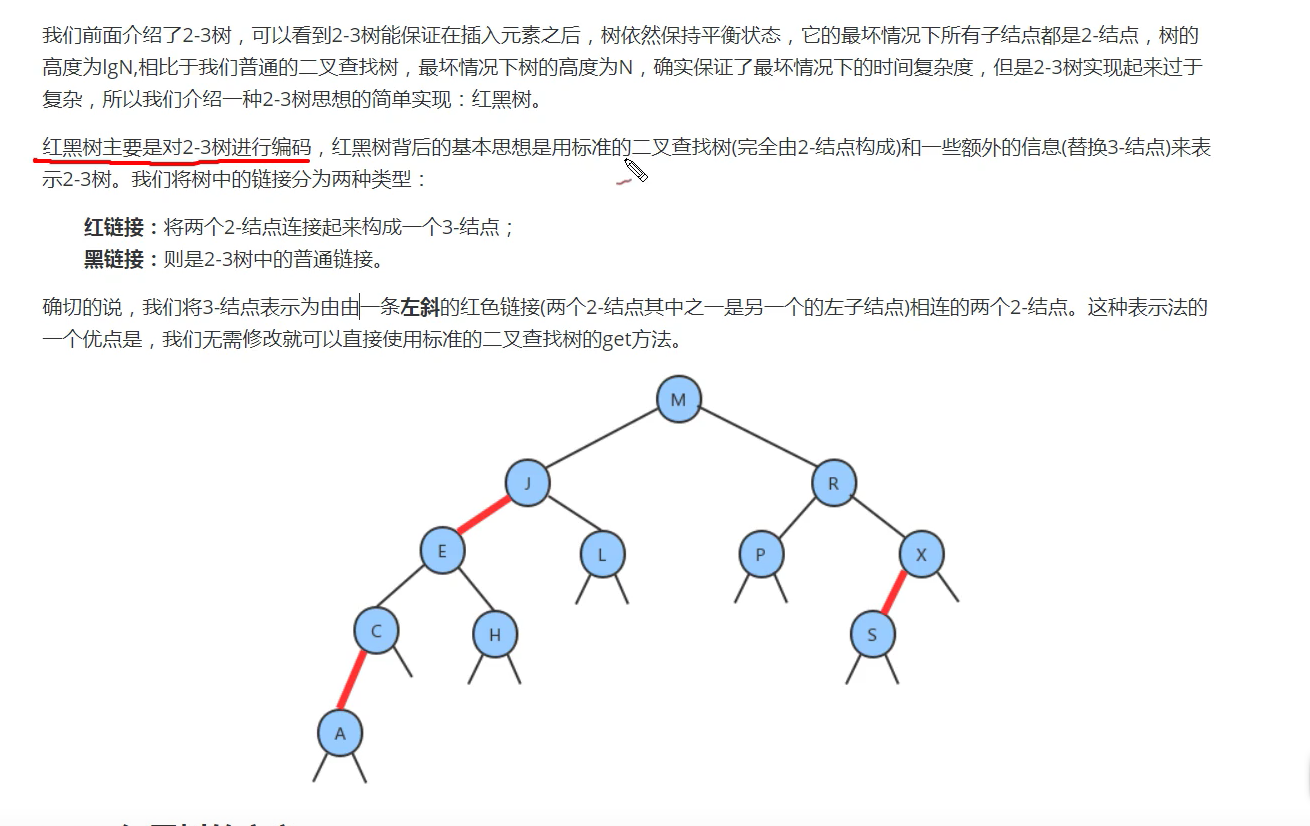 我们前面介绍了2-3树，可以看到2-3树能保证在插入元素之后，树依然保持平衡状态，它的最坏情况下所有子结点都是2-结点，树的
高度为lgN,相比于我们普通的二叉查找树，最坏情况下树的高度为N，确实保证了最坏情况下的时间复杂度，但是2-3树实现起来过于
复杂，所以我们介绍一种2-3树思想的简单实现：红黑树。
红黑树主要是对2-3树进行编码，红黑树背后的基本思想是用标准的二叉查找树(完全由2-结点构成)和一些额外的信息(替换3-结点)来表
示2-3树。我们将树中的链接分为两种类型：
红链接：将两个2-结点连接起来构成一个3-结点；
黑链接：则是2-3树中的普通链接。
确切的说，我们将3-结点表示为由由一条左斜的红色链接(两个2-结点其中之一是另一个的左子结点)相连的两个2-结点。这种表示法的
一个优点是，我们无需修改就可以直接使用标准的二叉查找树的get方法。
M
J
R
E
L
P
X
C
H
S
A